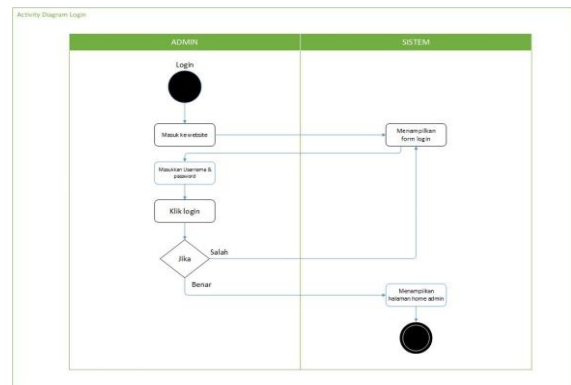 Activity Diagram Login
ADMIN
SISTEM
Login
Masuk ke website
Menampilkan
form login
Masukkan Username &
password
Klik login
Jika
Salah
Benar
Menampilkan
halaman home admin